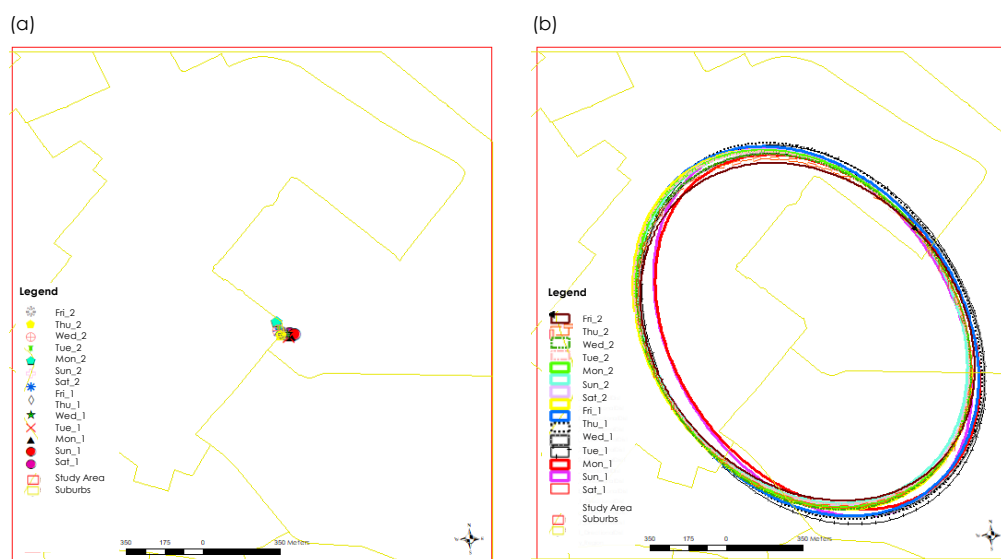 (a)
(b)
Legend
Fri_2
Thu_2
Wed_2
Tue_2
Mon_2
Sun_2
Sat_2
Fri_1
Thu_1
Wed_1
Tue_1
Mon_1
Sun_1
Sat_1
Study Area
Suburbs
350 175 0 350 Meters
Legend
Fri_2
Thu_2
Wed_2
Tue_2
Mon_2
Sun_2
Sat_2
Fri_1
Thu_1
Wed_1
Tue_1
Mon_1
Sun_1
Sat_1
Study Area
Suburbs
350 175 0 350 Meters